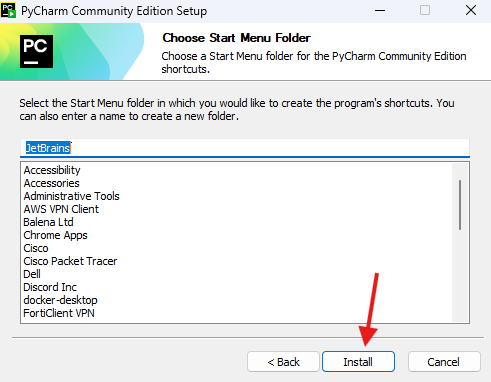 PyCharm Community Edition Setup
PC
Choose Start Menu Folder
Choose a Start Menu folder for the PyCharm Community Edition
shortcuts.
Select the Start Menu folder in which you would like to create the program's shortcuts. You
can also enter a name to create a new folder.
JetBrains
Accessibility
Accessories
Administrative Tools
AWS VPN Client
Balena Ltd
Chrome Apps
Cisco
Cisco Packet Tracer
Dell
Discord Inc
docker-desktop
FortiClient VPN
< Back Install Cancel